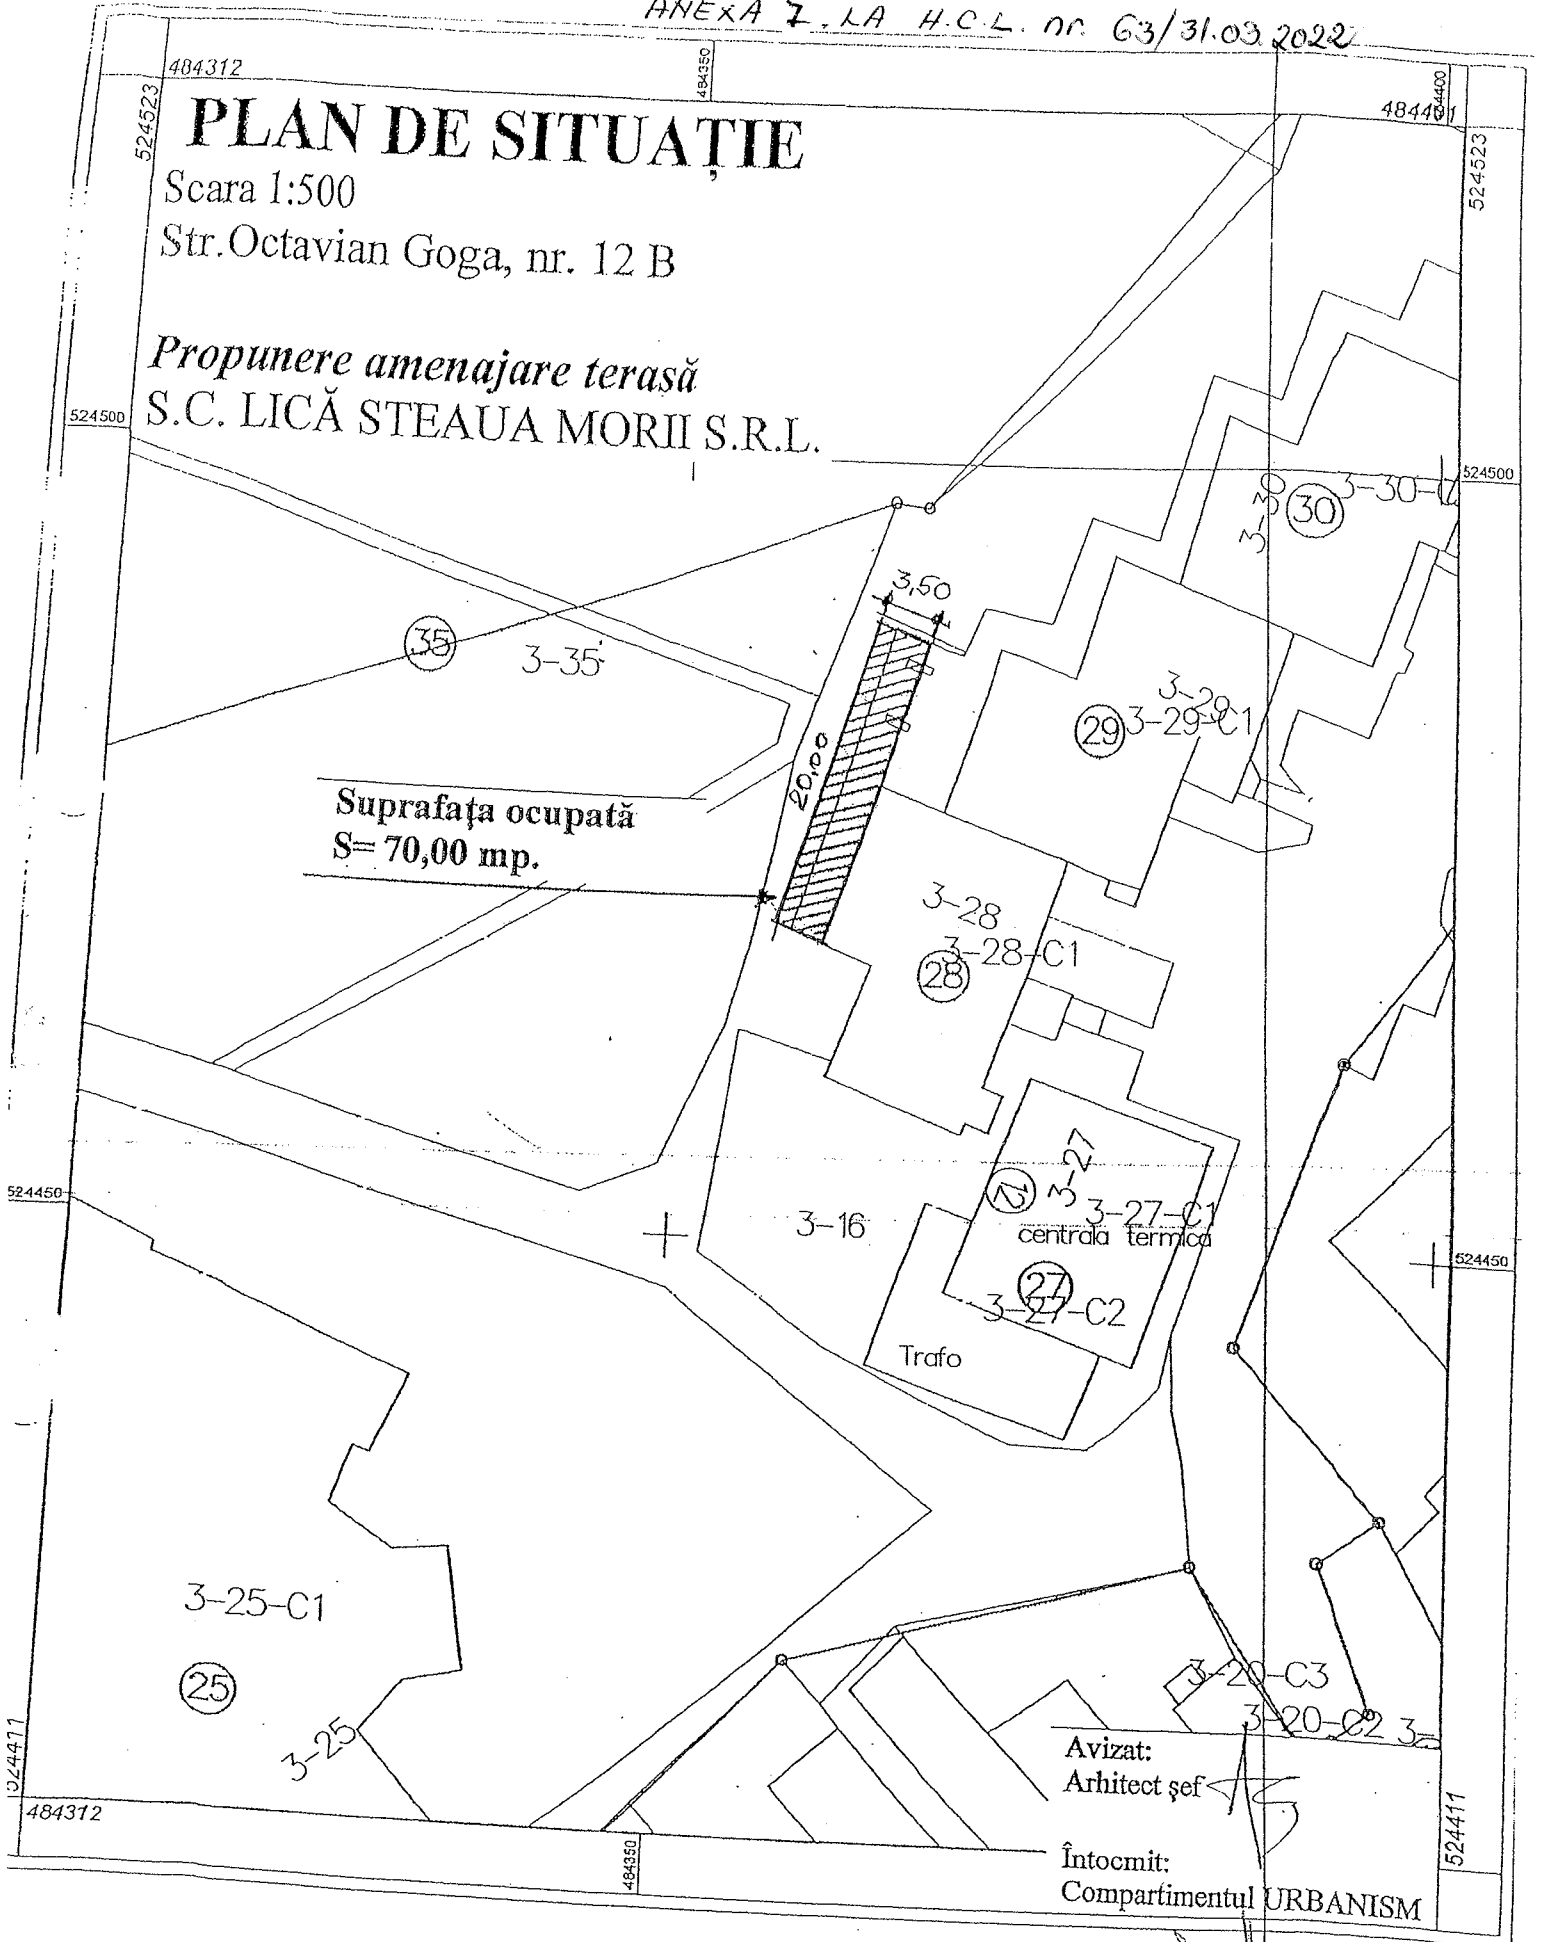 ANEXA 7. LA H.C.L. nr. 63/31.03.2022
484312
484350
484400
484401
524523
524523
PLAN DE SITUAȚIE
Scara 1:500
Str.Octavian Goga, nr. 12 B
Propunere amenajare terasă
S.C. LICĂ STEAUA MORII S.R.L.
524500
524500
3-30
30
3-30-C
3,50
35
3-35
20,00
3-29
29
3-29-C1
Suprafața ocupată
S= 70,00 mp.
3-28
3-28-C1
28
524450
3-27
3-16
3-27-C1
centrala termica
524450
27
3-27-C2
Trafo
3-25-C1
25
3-25
3-20-C3
3-20-C2
3-
Avizat:
Arhitect șef
524411
484312
484350
524411
Întocmit:
Compartimentul URBANISM